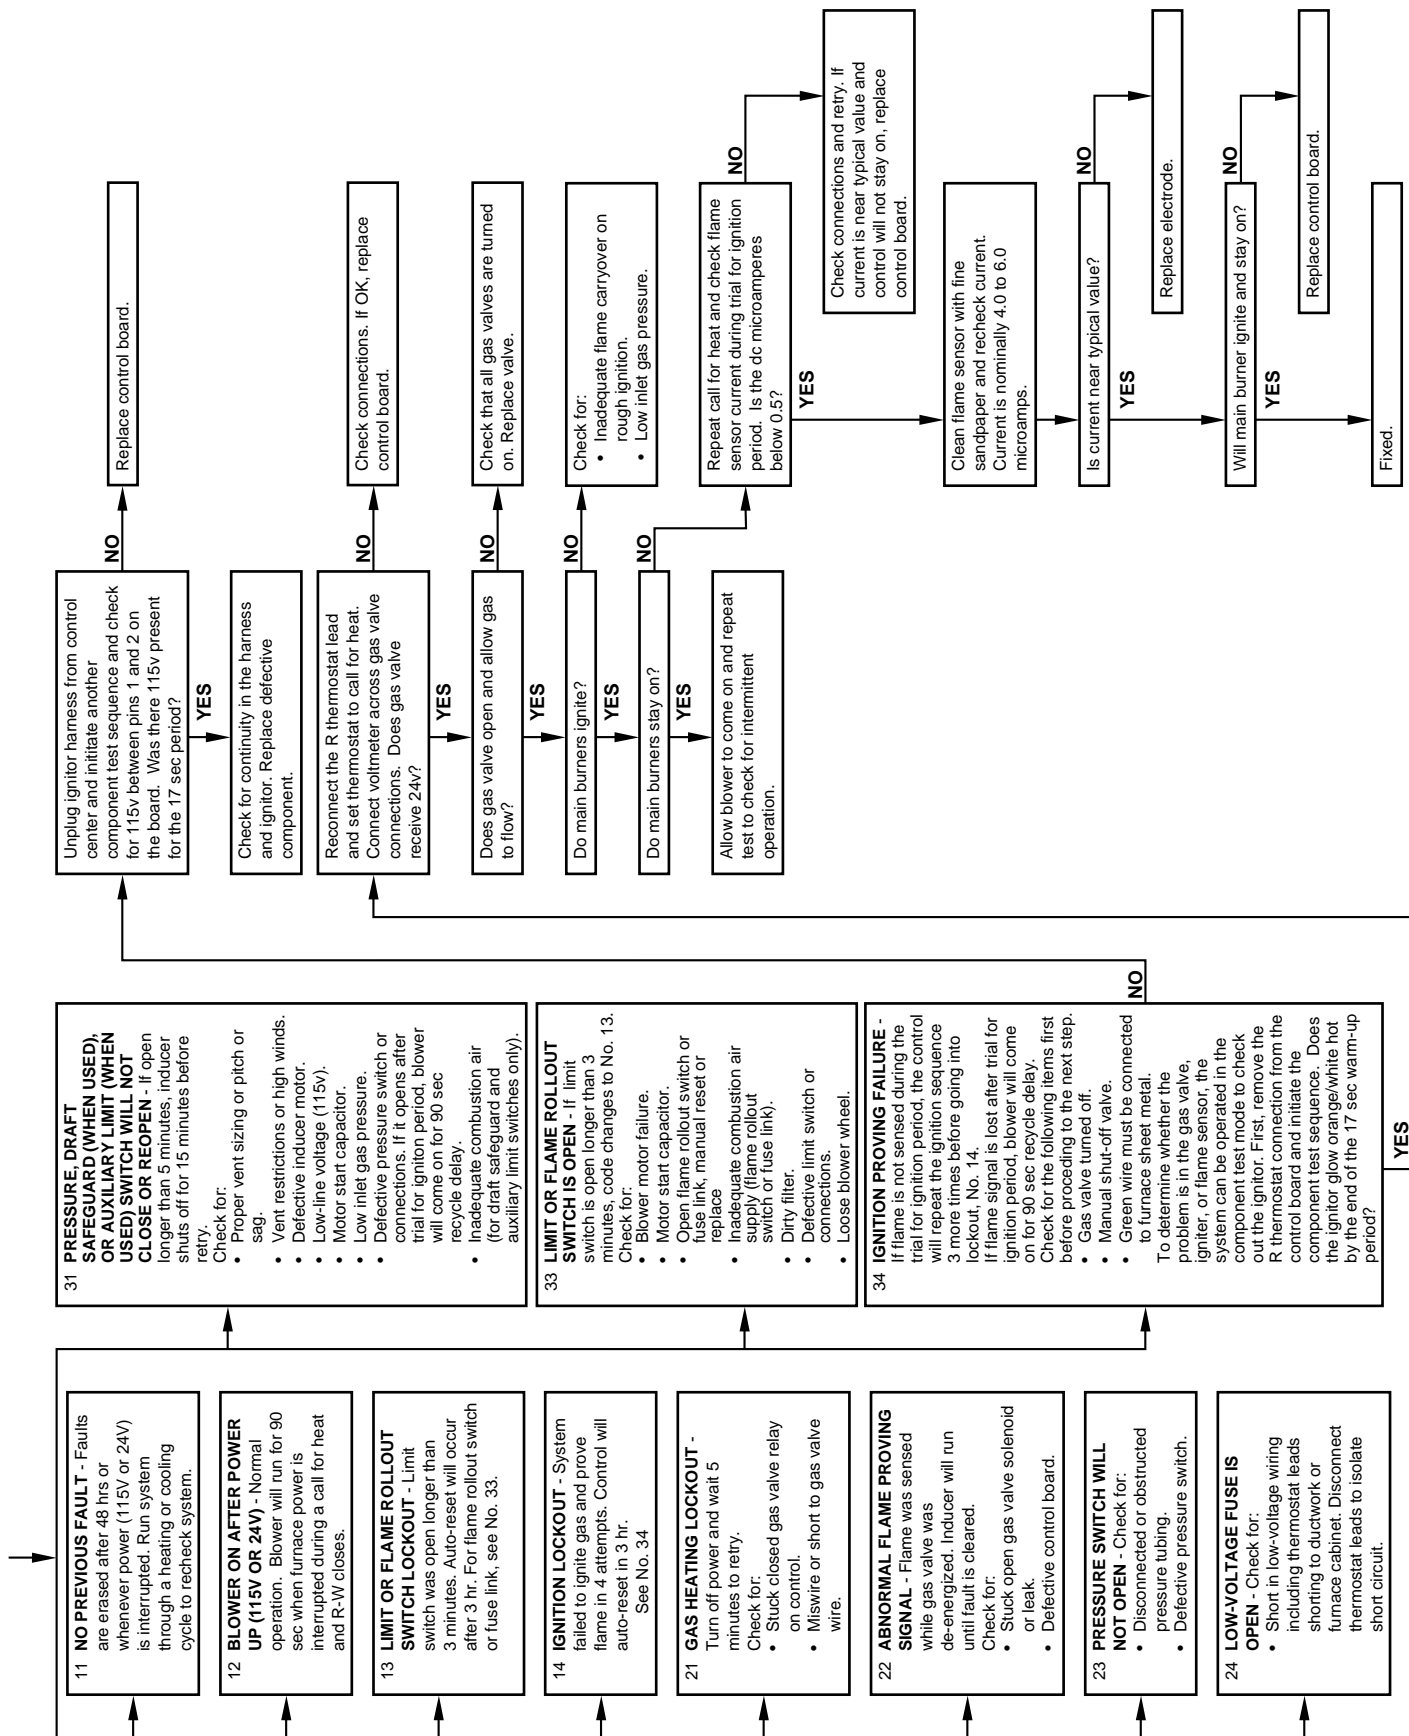 11 NO PREVIOUS FAULT - Faults
are erased after 48 hrs or
whenever power (115V or 24V)
is interrupted. Run system
through a heating or cooling
cycle to recheck system.
12 BLOWER ON AFTER POWER
UP (115V OR 24V) - Normal
operation. Blower will run for 90
sec when furnace power is
interrupted during a call for heat
and R-W closes.
13 LIMIT OR FLAME ROLLOUT
SWITCH LOCKOUT - Limit
switch was open longer than
3 minutes. Auto-reset will occur
after 3 hr. For flame rollout switch
or fuse link, see No. 33.
14 IGNITION LOCKOUT - System
failed to ignite gas and prove
flame in 4 attempts. Control will
auto-reset in 3 hr.
See No. 34
21 GAS HEATING LOCKOUT -
Turn off power and wait 5
minutes to retry.
Check for:
• Stuck closed gas valve relay
on control.
• Miswire or short to gas valve
wire.
22 ABNORMAL FLAME PROVING
SIGNAL - Flame was sensed
while gas valve was
de-energized. Inducer will run
until fault is cleared.
Check for:
• Stuck open gas valve solenoid
or leak.
• Defective control board.
23 PRESSURE SWITCH WILL
NOT OPEN - Check for:
• Disconnected or obstructed
pressure tubing.
• Defective pressure switch.
24 LOW-VOLTAGE FUSE IS
OPEN - Check for:
• Short in low-voltage wiring
including thermostat leads
shorting to ductwork or
furnace cabinet. Disconnect
thermostat leads to isolate
short circuit.
31 PRESSURE, DRAFT
SAFEGUARD (WHEN USED),
OR AUXILIARY LIMIT (WHEN
USED) SWITCH WILL NOT
CLOSE OR REOPEN - If open
longer than 5 minutes, inducer
shuts off for 15 minutes before
retry.
Check for:
• Proper vent sizing or pitch or
sag.
• Vent restrictions or high winds.
• Defective inducer motor.
• Low-line voltage (115v).
• Motor start capacitor.
• Low inlet gas pressure.
• Defective pressure switch or
connections. If it opens after
trial for ignition period, blower
will come on for 90 sec
recycle delay.
• Inadequate combustion air
(for draft safeguard and
auxiliary limit switches only).
33 LIMIT OR FLAME ROLLOUT
SWITCH IS OPEN - If limit
switch is open longer than 3
minutes, code changes to No. 13.
Check for:
• Blower motor failure.
• Motor start capacitor.
• Open flame rollout switch or
fuse link, manual reset or
replace
• Inadequate combustion air
supply (flame rollout
switch or fuse link).
• Dirty filter.
• Defective limit switch or
connections.
• Loose blower wheel.
34 IGNITION PROVING FAILURE -
If flame is not sensed during the
trial for ignition period, the control
will repeat the ignition sequence
3 more times before going into
lockout, No. 14.
If flame signal is lost after trial for
ignition period, blower will come
on for 90 sec recycle delay.
Check for the following items first
before proceeding to the next step.
• Gas valve turned off.
• Manual shut-off valve.
• Green wire must be connected
to furnace sheet metal.
To determine whether the
problem is in the gas valve,
igniter, or flame sensor, the
system can be operated in the
component test mode to check
out the ignitor. First, remove the
R thermostat connection from the
control board and initiate the
component test sequence. Does
the ignitor glow orange/white hot
by the end of the 17 sec warm-up
period?
NO
YES
Unplug ignitor harness from control
center and inititate another
component test sequence and check
for 115v between pins 1 and 2 on
the board. Was there 115v present
for the 17 sec period?
NO
Replace control board.
YES
Check for continuity in the harness
and ignitor. Replace defective
component.
Reconnect the R thermostat lead
and set thermostat to call for heat.
Connect voltmeter across gas valve
connections. Does gas valve
receive 24v?
NO
Check connections. If OK, replace
control board.
YES
Does gas valve open and allow gas
to flow?
NO
Check that all gas valves are turned
on. Replace valve.
YES
Do main burners ignite?
NO
Check for:
• Inadequate flame carryover on
rough ignition.
• Low inlet gas pressure.
YES
Do main burners stay on?
NO
YES
Allow blower to come on and repeat
test to check for intermittent
operation.
Repeat call for heat and check flame
sensor current during trial for ignition
period. Is the dc microamperes
below 0.5?
NO
Check connections and retry. If
current is near typical value and
control will not stay on, replace
control board.
YES
Clean flame sensor with fine
sandpaper and recheck current.
Current is nominally 4.0 to 6.0
microamps.
Is current near typical value?
NO
Replace electrode.
YES
Will main burner ignite and stay on?
NO
Replace control board.
YES
Fixed.